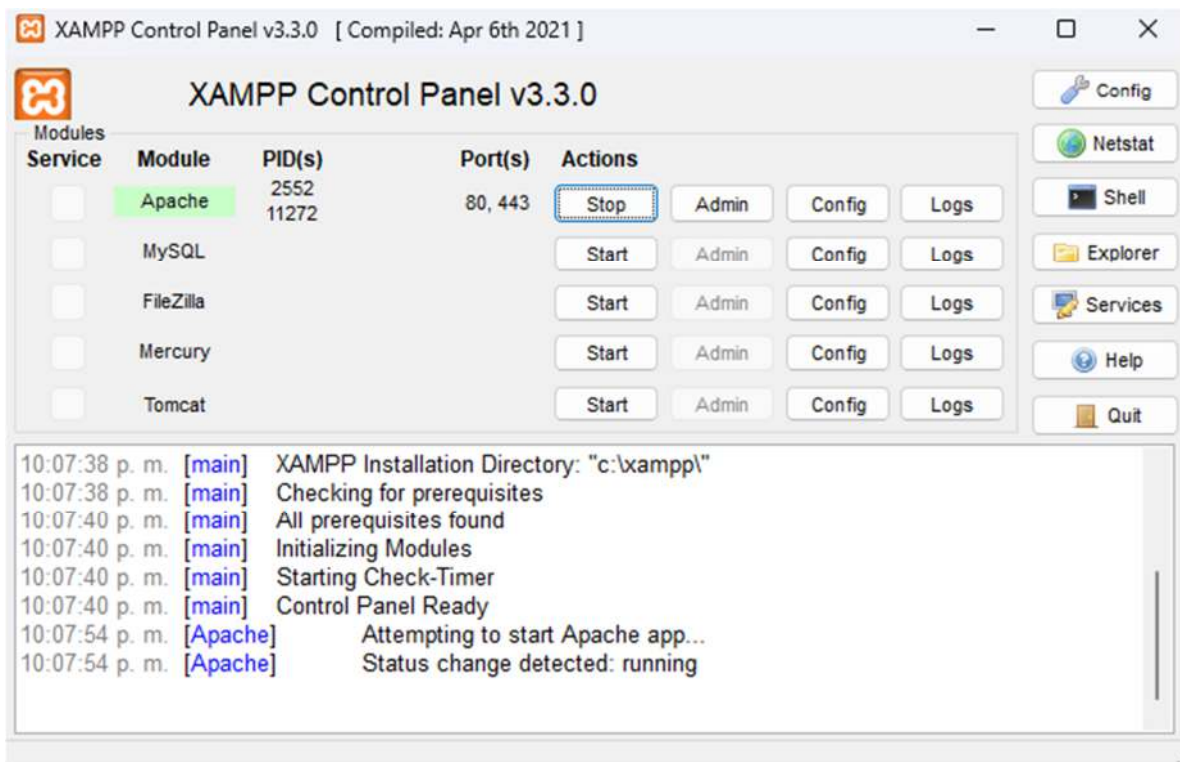 XAMPP Control Panel v3.3.0 [ Compiled: Apr 6th 2021 ]
XAMPP Control Panel v3.3.0
Config
Modules
Netstat
Service Module PID(s) Port(s) Actions
Apache 2552 11272 80, 443 Stop Admin Config Logs
Shell
MySQL Start Admin Config Logs
Explorer
FileZilla Start Admin Config Logs
Services
Mercury Start Admin Config Logs
Help
Tomcat Start Admin Config Logs
Quit
10:07:38 p. m. [main] XAMPP Installation Directory: "c:\xampp\"
10:07:38 p. m. [main] Checking for prerequisites
10:07:40 p. m. [main] All prerequisites found
10:07:40 p. m. [main] Initializing Modules
10:07:40 p. m. [main] Starting Check-Timer
10:07:40 p. m. [main] Control Panel Ready
10:07:54 p. m. [Apache] Attempting to start Apache app...
10:07:54 p. m. [Apache] Status change detected: running